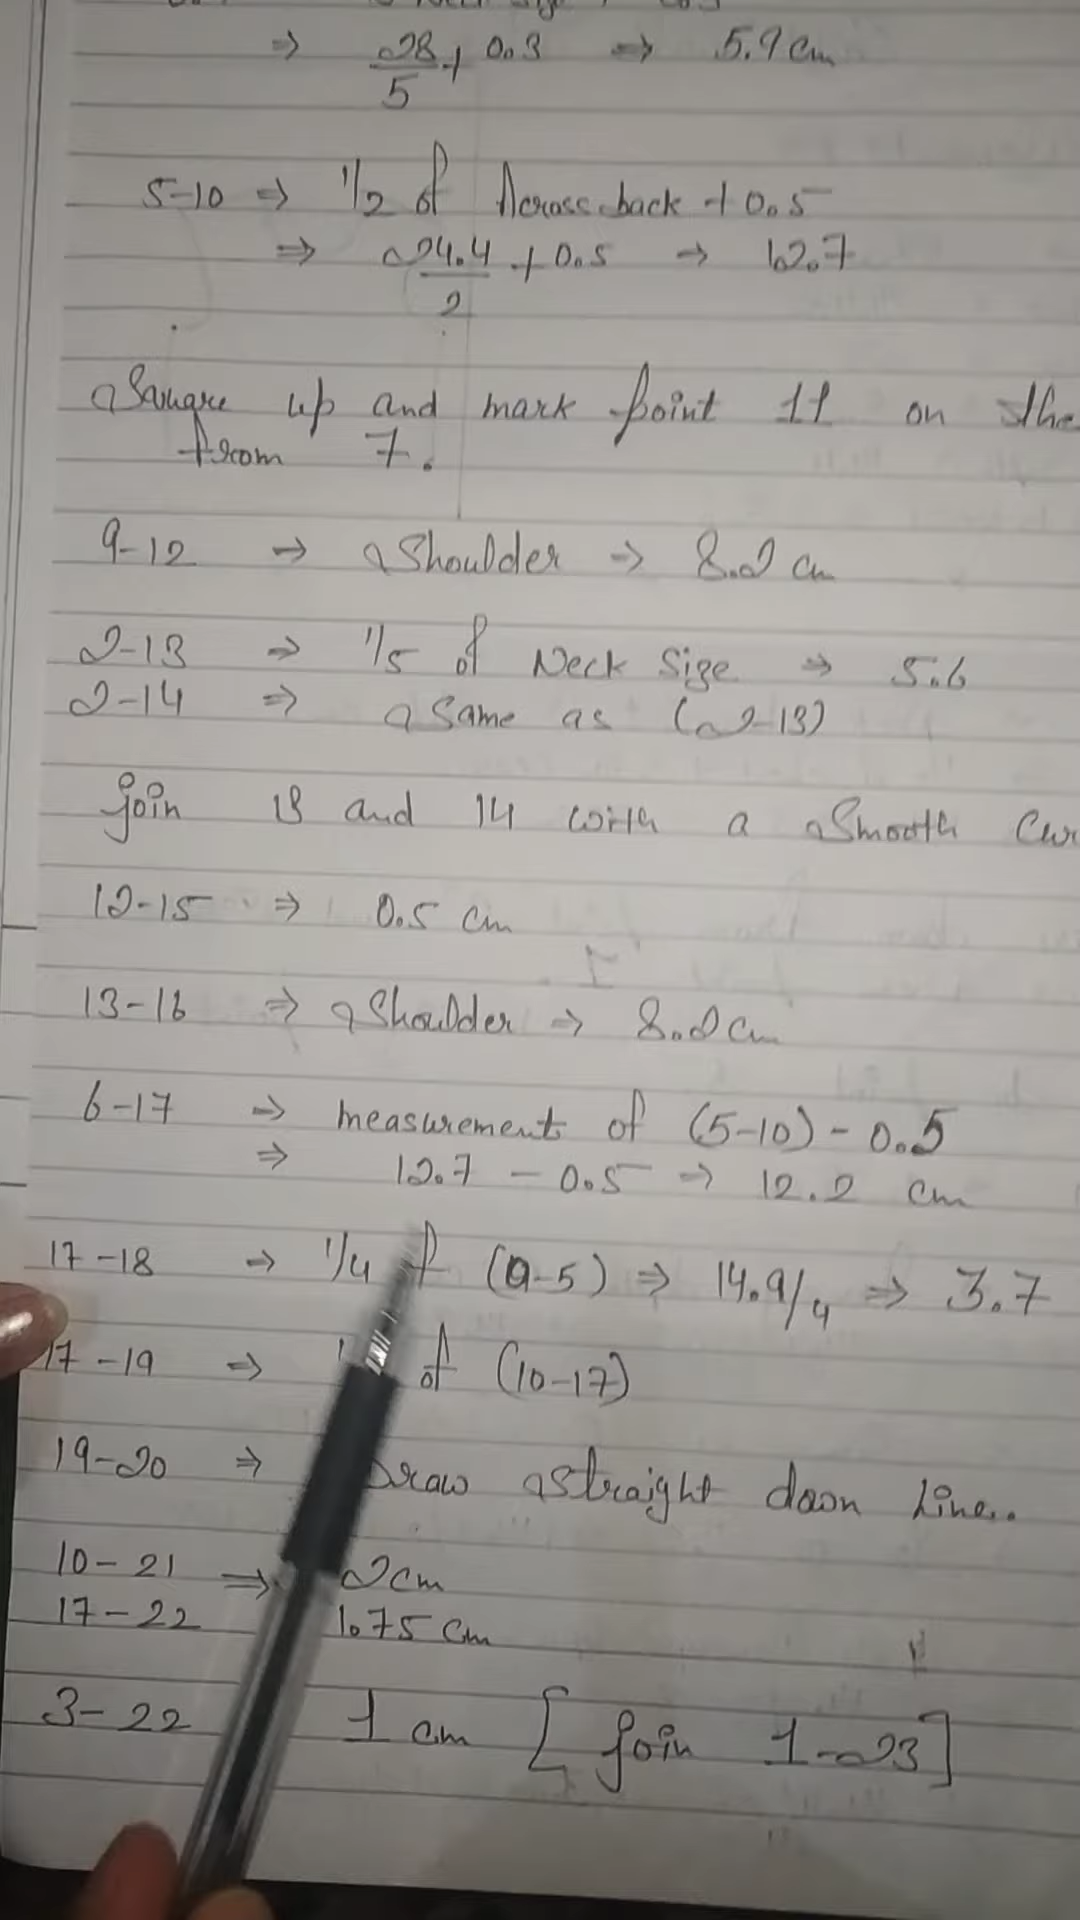 ⇒ 28/5 + 0.3 ⇒ 5.9 cm
5-10 ⇒ 1/2 of Across back + 0.5
⇒ 24.4/2 + 0.5 → 12.7
Square up and mark point 11 on the
from 7.
9-12 → Shoulder → 8.2 cm
2-13 ⇒ 1/5 of Neck Size ⇒ 5.6
2-14 ⇒ Same as (2-13)
join 13 and 14 with a Smooth
12-15 ⇒ 0.5 cm
13-16 ⇒ Shoulder → 8.2 cm
6-17 ⇒ measurement of (5-10) - 0.5
⇒ 12.7 - 0.5 → 12.2 cm
17-18 → 1/4 of (9-5) ⇒ 14.9/4 ⇒ 3.7
17-19 ⇒ of (10-17)
19-20 ⇒ Draw Straight down line..
10-21 ⇒ 2cm
17-22 1.75 cm
3-22 1 cm [join 1-23]